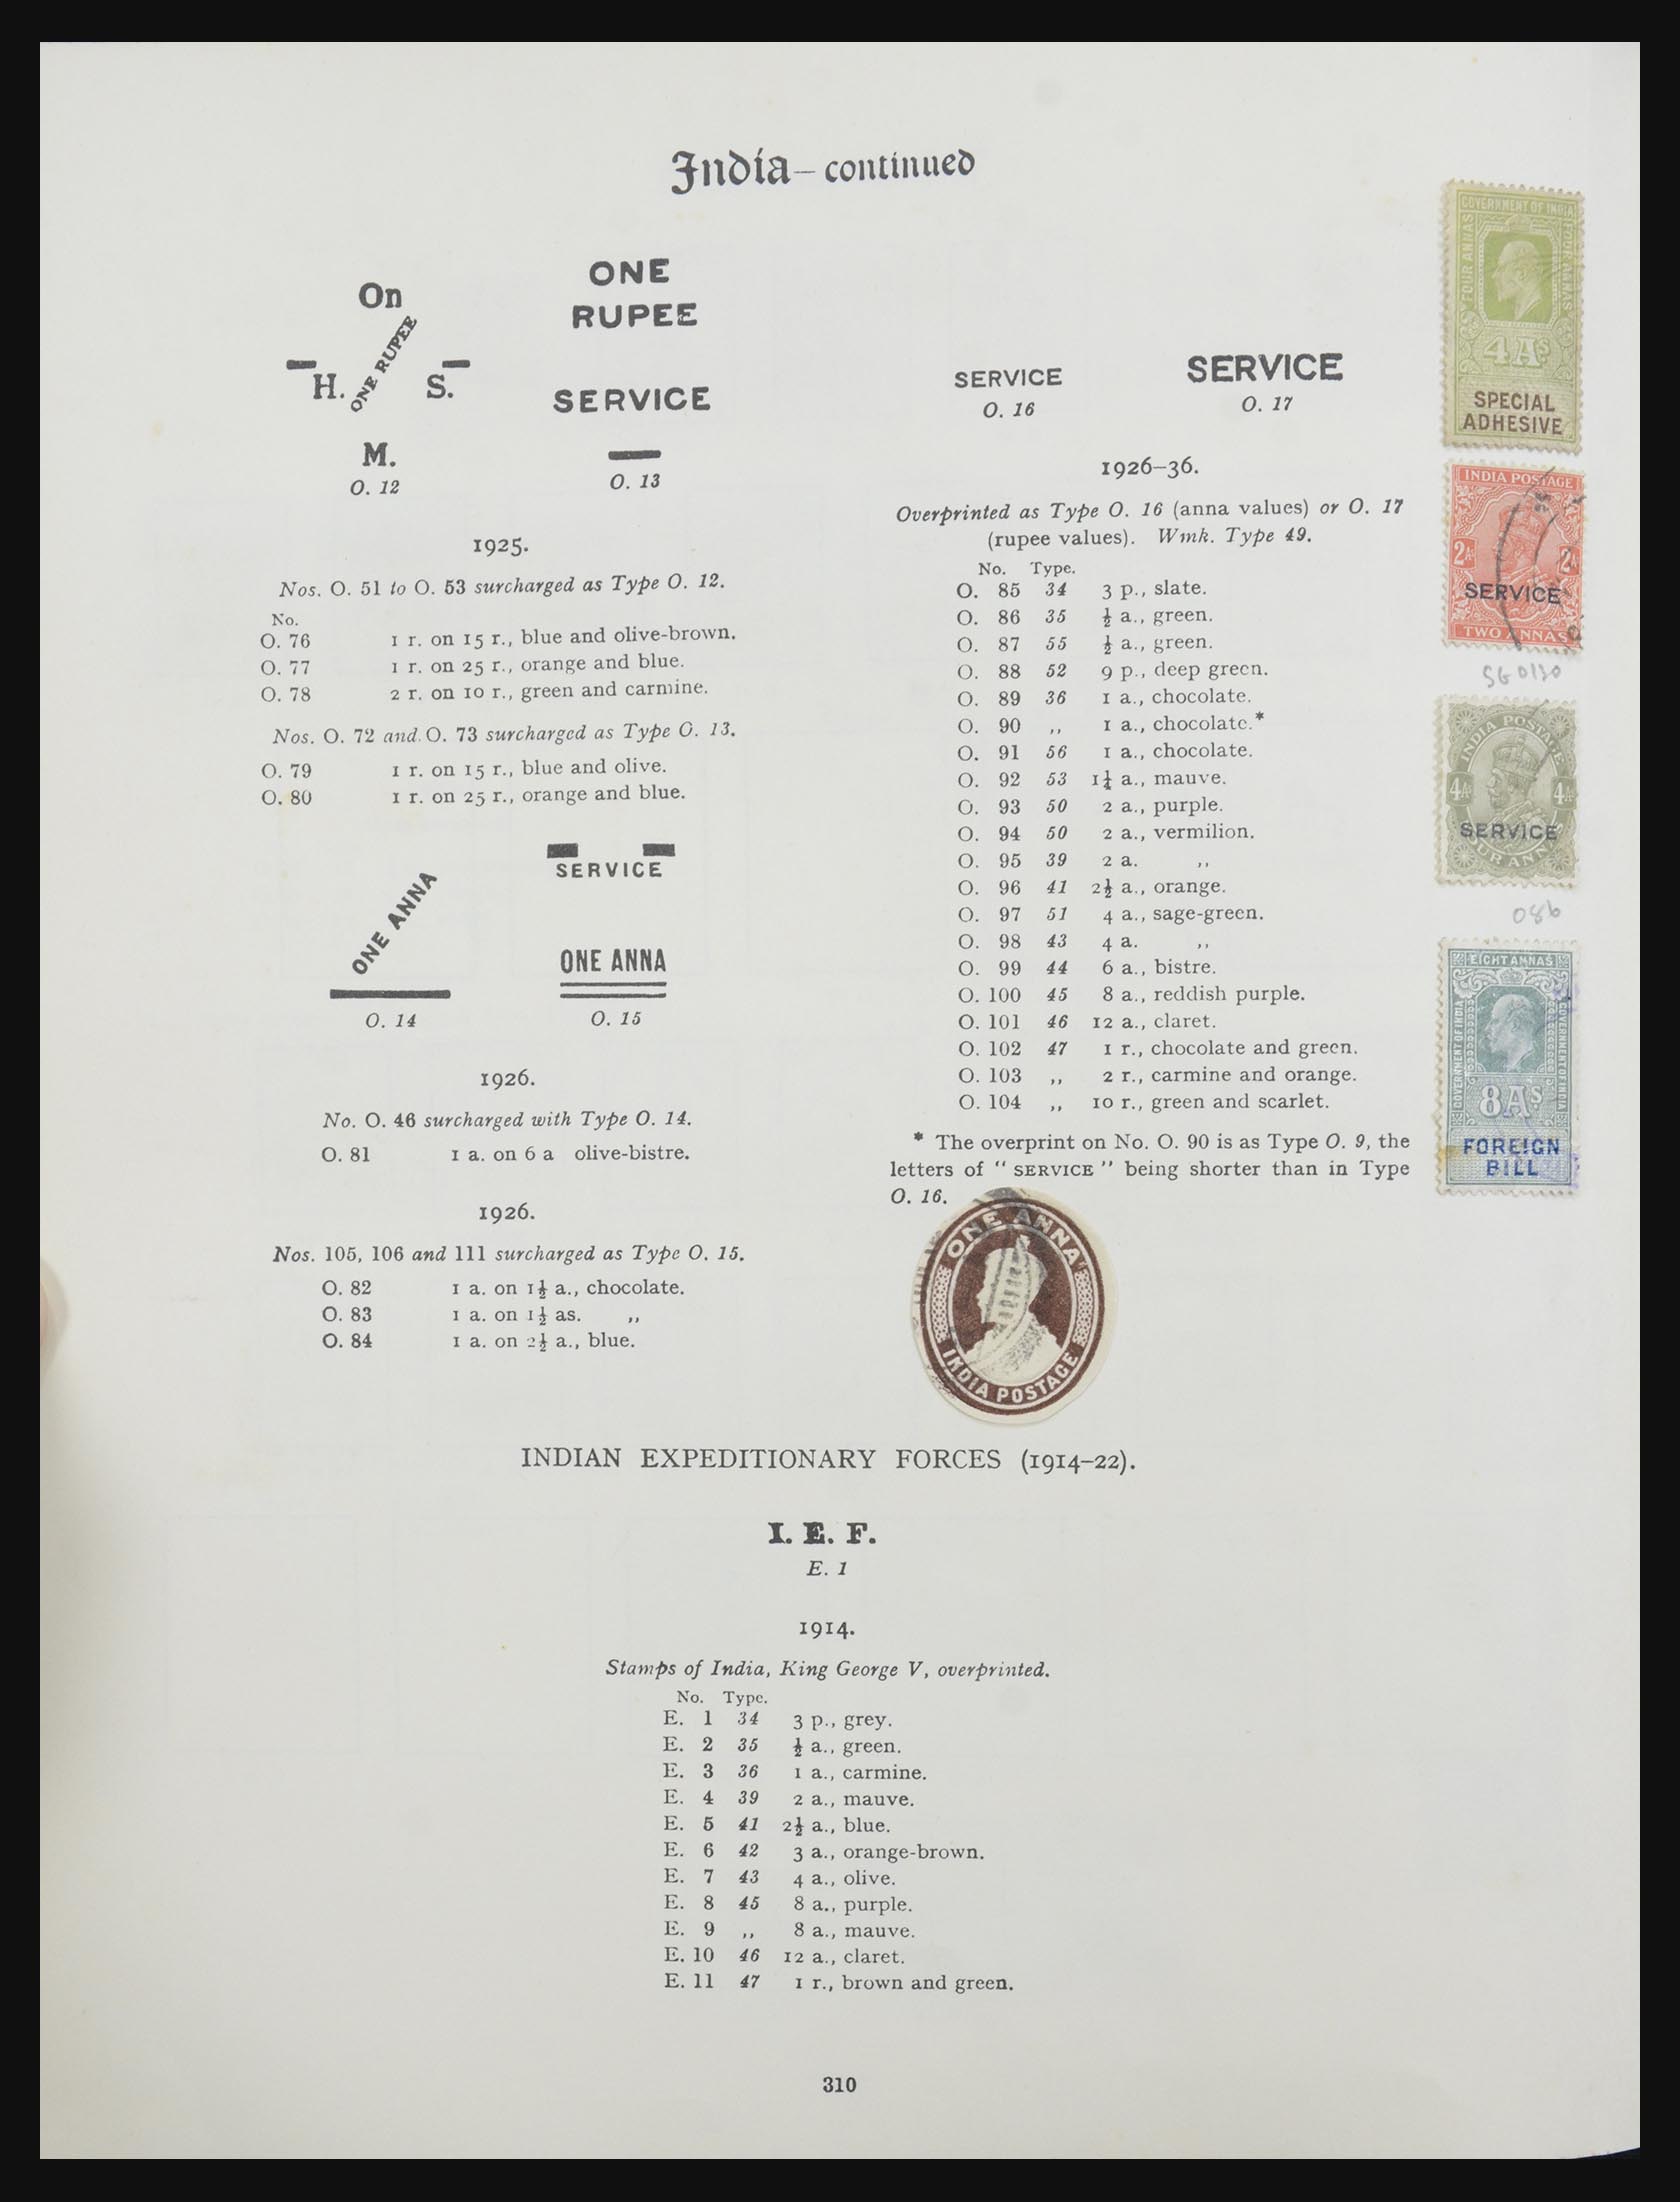 India—continued
On
H. ONE RUPEE S.
M.
O. 12
ONE
RUPEE
SERVICE
O. 13
1925.
Nos. O. 51 to O. 53 surcharged as Type O. 12.
No.
O. 76 1 r. on 15 r., blue and olive-brown.
O. 77 1 r. on 25 r., orange and blue.
O. 78 2 r. on 10 r., green and carmine.
Nos. O. 72 and O. 73 surcharged as Type O. 13.
O. 79 1 r. on 15 r., blue and olive.
O. 80 1 r. on 25 r., orange and blue.
ONE ANNA
O. 14
SERVICE
ONE ANNA
O. 15
1926.
No. O. 46 surcharged with Type O. 14.
O. 81 1 a. on 6 a olive-bistre.
1926.
Nos. 105, 106 and 111 surcharged as Type O. 15.
O. 82 1 a. on 1½ a., chocolate.
O. 83 1 a. on 1½ as. ,,
O. 84 1 a. on 2½ a., blue.
SERVICE
O. 16
SERVICE
O. 17
1926–36.
Overprinted as Type O. 16 (anna values) or O. 17
(rupee values). Wmk. Type 49.
No. Type.
O. 85 34 3 p., slate.
O. 86 35 ½ a., green.
O. 87 55 ½ a., green.
O. 88 52 9 p., deep green.
O. 89 36 1 a., chocolate.
O. 90 ,, 1 a., chocolate.*
O. 91 56 1 a., chocolate.
O. 92 53 1¼ a., mauve.
O. 93 50 2 a., purple.
O. 94 50 2 a., vermilion.
O. 95 39 2 a. ,,
O. 96 41 2½ a., orange.
O. 97 51 4 a., sage-green.
O. 98 43 4 a. ,,
O. 99 44 6 a., bistre.
O. 100 45 8 a., reddish purple.
O. 101 46 12 a., claret.
O. 102 47 1 r., chocolate and green.
O. 103 ,, 2 r., carmine and orange.
O. 104 ,, 10 r., green and scarlet.
* The overprint on No. O. 90 is as Type O. 9, the
letters of " SERVICE " being shorter than in Type
O. 16.
ONE ANNA
INDIA POSTAGE
GOVERNMENT OF INDIA
FOUR ANNAS
FOUR ANNAS
4 As
SPECIAL
ADHESIVE
INDIA POSTAGE
2As 2As
SERVICE
TWO ANNAS
SG O130
INDIA POSTAGE
4As 4As
SERVICE
FOUR ANNAS
O86
EIGHT ANNAS
GOVERNMENT OF INDIA
GOVERNMENT OF INDIA
8As
FOREIGN
BILL
INDIAN EXPEDITIONARY FORCES (1914–22).
I. E. F.
E. 1
1914.
Stamps of India, King George V, overprinted.
No. Type.
E. 1 34 3 p., grey.
E. 2 35 ½ a., green.
E. 3 36 1 a., carmine.
E. 4 39 2 a., mauve.
E. 5 41 2½ a., blue.
E. 6 42 3 a., orange-brown.
E. 7 43 4 a., olive.
E. 8 45 8 a., purple.
E. 9 ,, 8 a., mauve.
E. 10 46 12 a., claret.
E. 11 47 1 r., brown and green.
310